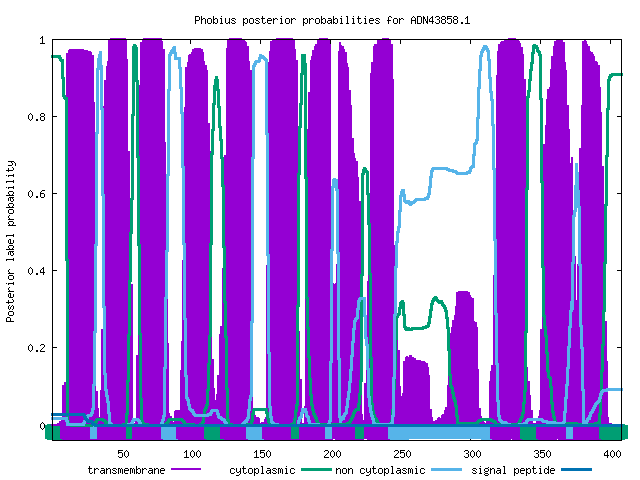 Phobius posterior probabilities for ADN43858.1
Posterior label probability
1
0.8
0.6
0.4
0.2
0
50 100 150 200 250 300 350 400
transmembrane cytoplasmic non cytoplasmic signal peptide